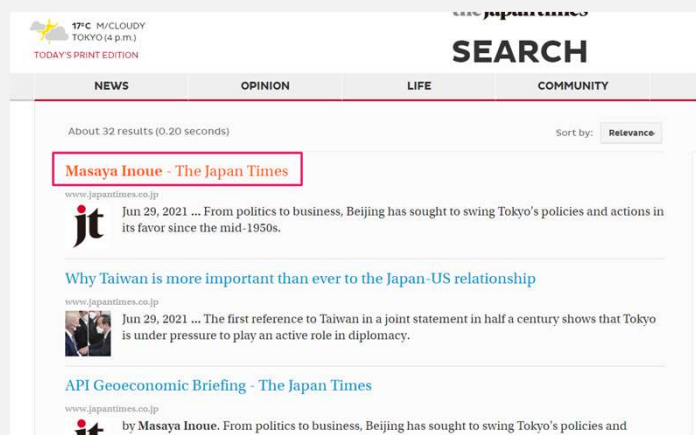 the japan times
17°C M/CLOUDY
TOKYO (4 p.m.)
TODAY'S PRINT EDITION
SEARCH
NEWS OPINION LIFE COMMUNITY
About 32 results (0.20 seconds)
Sort by: Relevance
Masaya Inoue - The Japan Times
www.japantimes.co.jp
jt
Jun 29, 2021 ... From politics to business, Beijing has sought to swing Tokyo's policies and actions in
its favor since the mid-1950s.
Why Taiwan is more important than ever to the Japan-US relationship
www.japantimes.co.jp
Jun 29, 2021 ... The first reference to Taiwan in a joint statement in half a century shows that Tokyo
is under pressure to play an active role in diplomacy.
API Geoeconomic Briefing - The Japan Times
www.japantimes.co.jp
jt
by Masaya Inoue. From politics to business, Beijing has sought to swing Tokyo's policies and